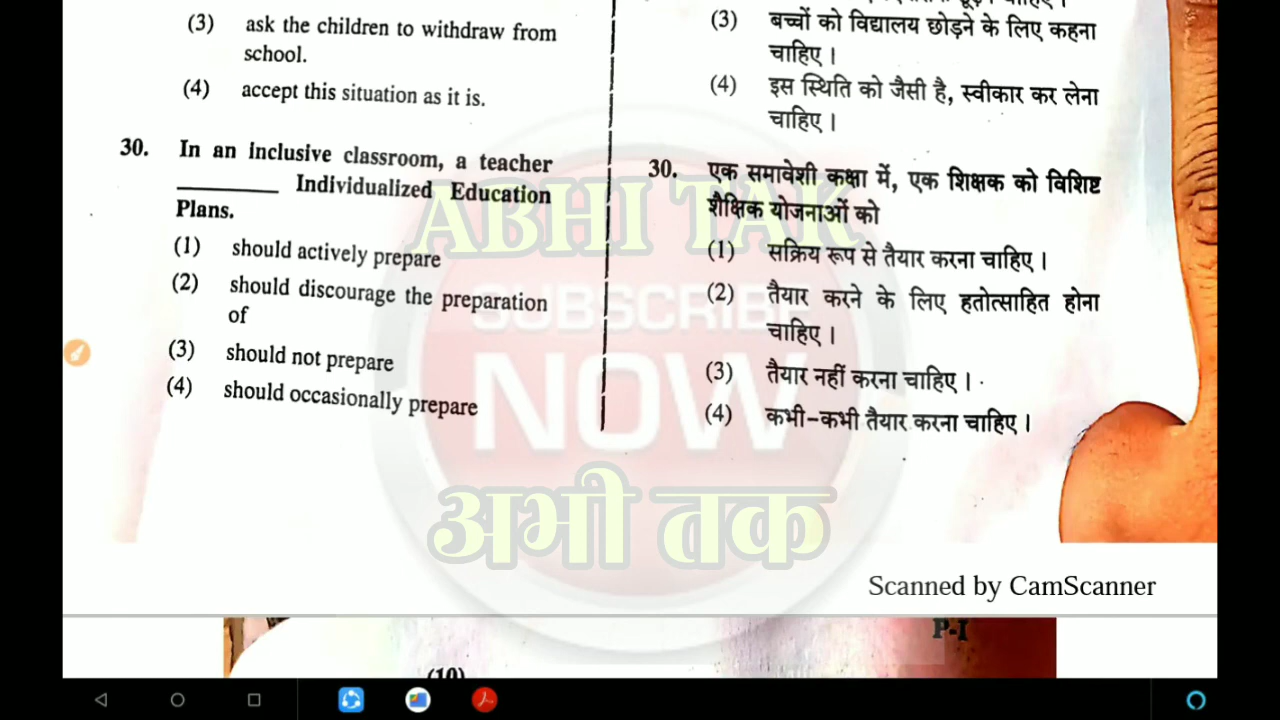 (3) ask the children to withdraw from
school.
(4) accept this situation as it is.
30. In an inclusive classroom, a teacher
__________ Individualized Education
Plans.
(1) should actively prepare
(2) should discourage the preparation
of
(3) should not prepare
(4) should occasionally prepare
(3) बच्चों को विद्यालय छोड़ने के लिए कहना
चाहिए ।
(4) इस स्थिति को जैसी है, स्वीकार कर लेना
चाहिए ।
30. एक समावेशी कक्षा में, एक शिक्षक को विशिष्ट
शैक्षिक योजनाओं को
(1) सक्रिय रूप से तैयार करना चाहिए ।
(2) तैयार करने के लिए हतोत्साहित होना
चाहिए ।
(3) तैयार नहीं करना चाहिए ।
(4) कभी-कभी तैयार करना चाहिए ।
ABHI TAK
SUBSCRIBE
NOW
अभी तक
Scanned by CamScanner
P-I
(10)